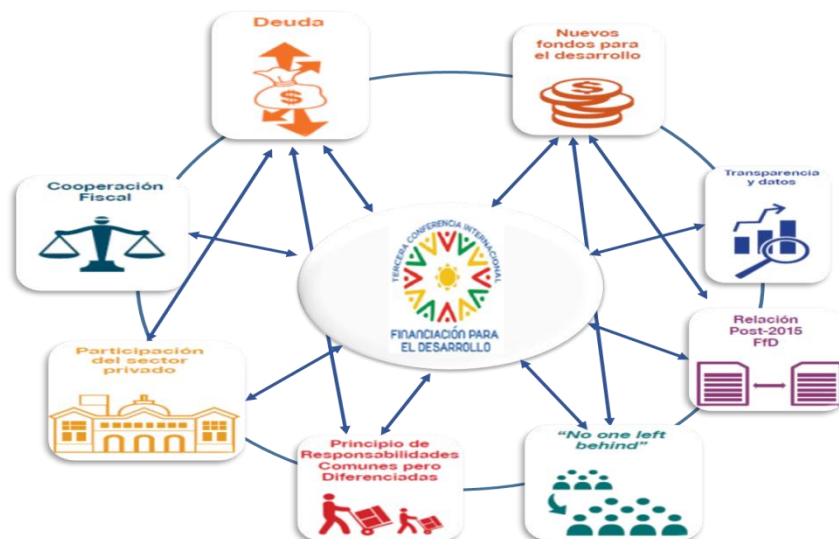 Deuda
$
Nuevos
fondos para
el desarrollo
$
Cooperación
Fiscal
Transparencia
y datos
TERCERA CONFERENCIA INTERNACIONAL
FINANCIACIÓN PARA
EL DESARROLLO
Relación
Post-2015
FfD
Participación
del sector
privado
Principio de
Responsabilidades
Comunes pero
Diferenciadas
"No one left
behind"